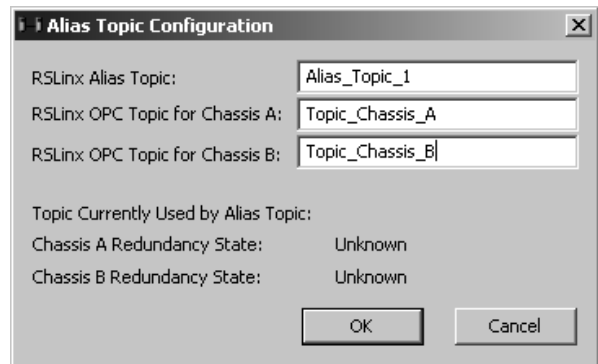 Alias Topic Configuration
RSLinx Alias Topic: Alias_Topic_1
RSLinx OPC Topic for Chassis A: Topic_Chassis_A
RSLinx OPC Topic for Chassis B: Topic_Chassis_B
Topic Currently Used by Alias Topic:
Chassis A Redundancy State: Unknown
Chassis B Redundancy State: Unknown
OK Cancel